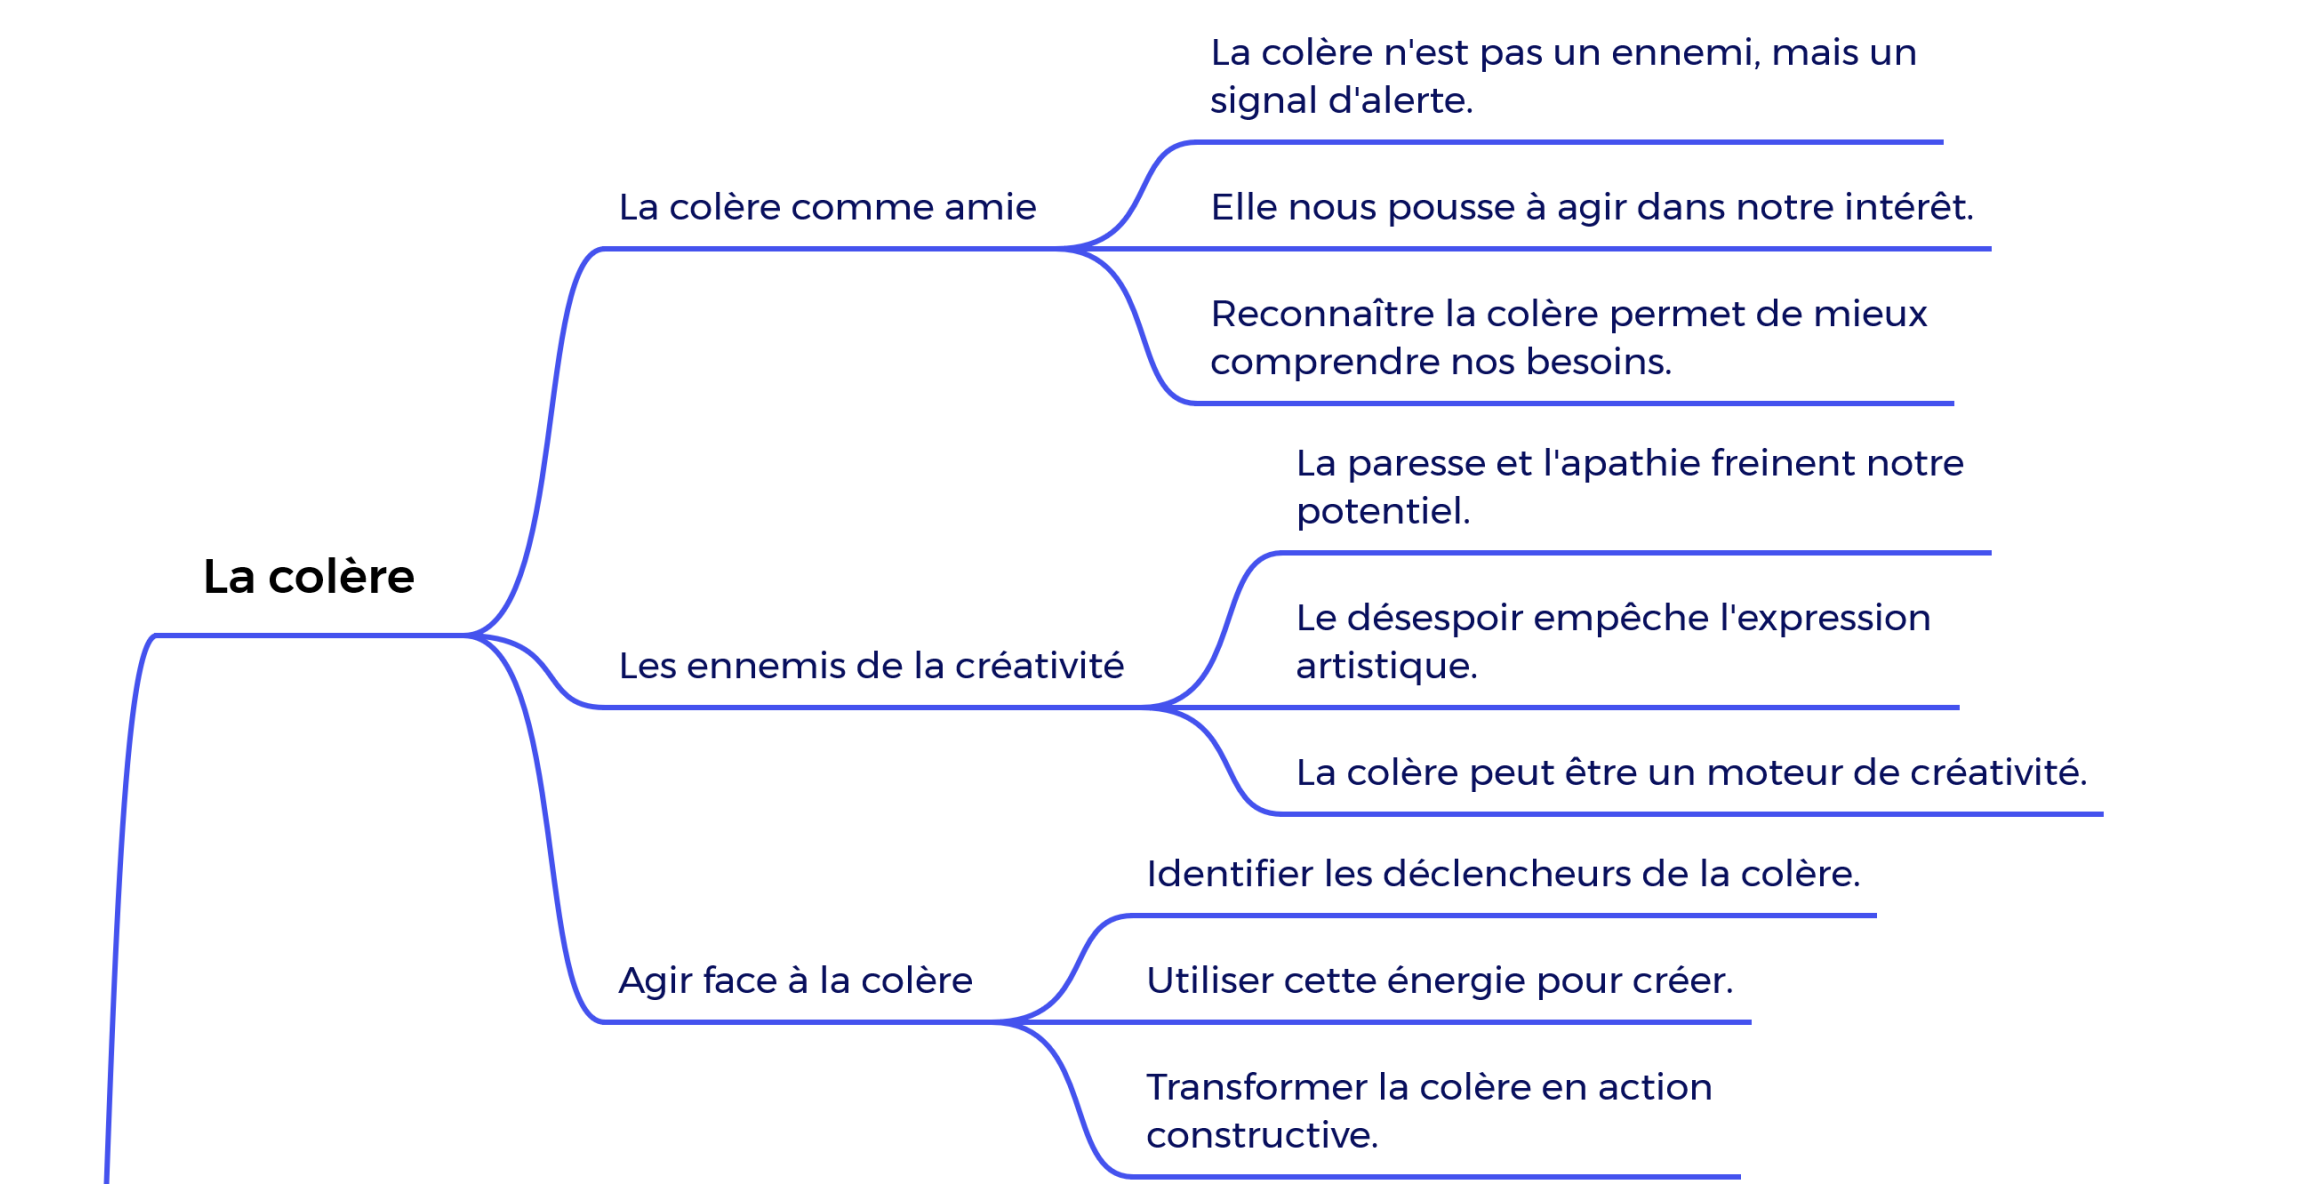 La colère
La colère comme amie
La colère n'est pas un ennemi, mais un
signal d'alerte.
Elle nous pousse à agir dans notre intérêt.
Reconnaître la colère permet de mieux
comprendre nos besoins.
Les ennemis de la créativité
La paresse et l'apathie freinent notre
potentiel.
Le désespoir empêche l'expression
artistique.
La colère peut être un moteur de créativité.
Agir face à la colère
Identifier les déclencheurs de la colère.
Utiliser cette énergie pour créer.
Transformer la colère en action
constructive.